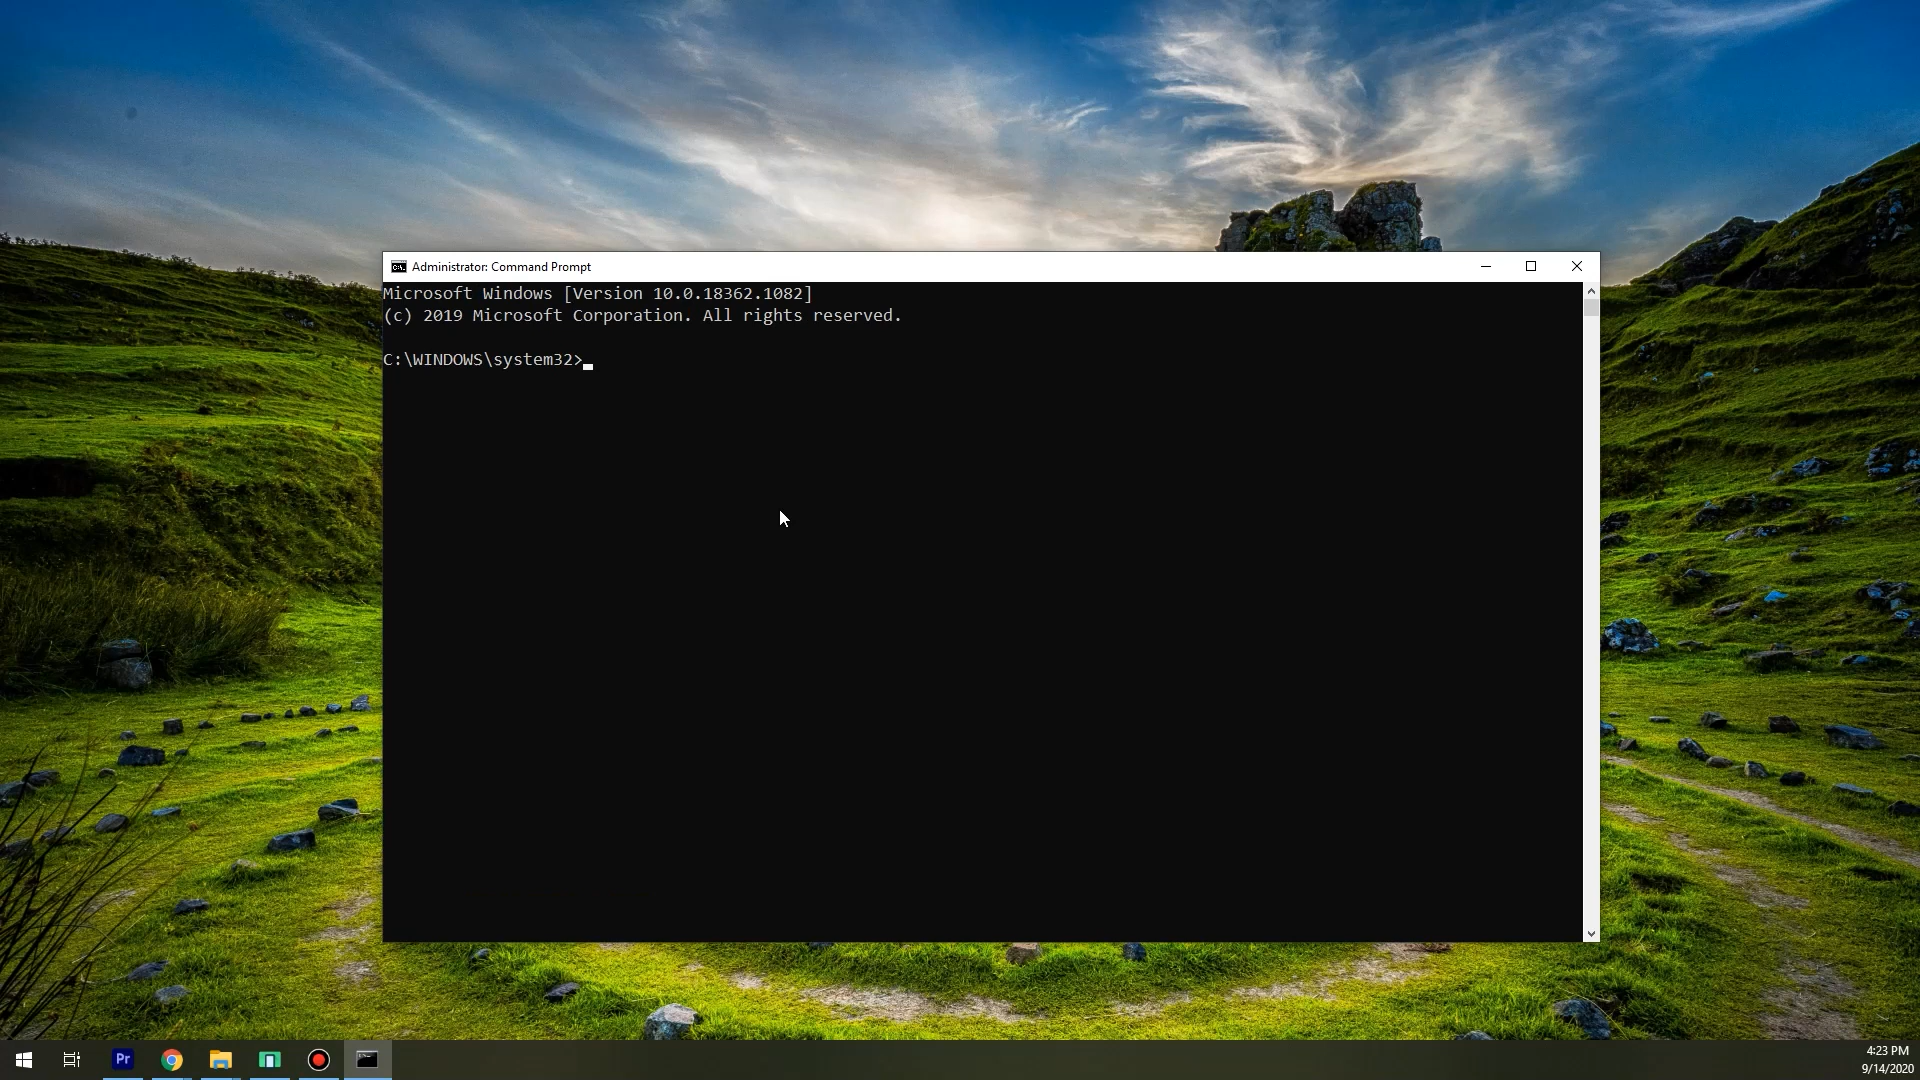 Administrator: Command Prompt
Microsoft Windows [Version 10.0.18362.1082]
(c) 2019 Microsoft Corporation. All rights reserved.
C:\WINDOWS\system32>
Pr
4:23 PM
9/14/2020